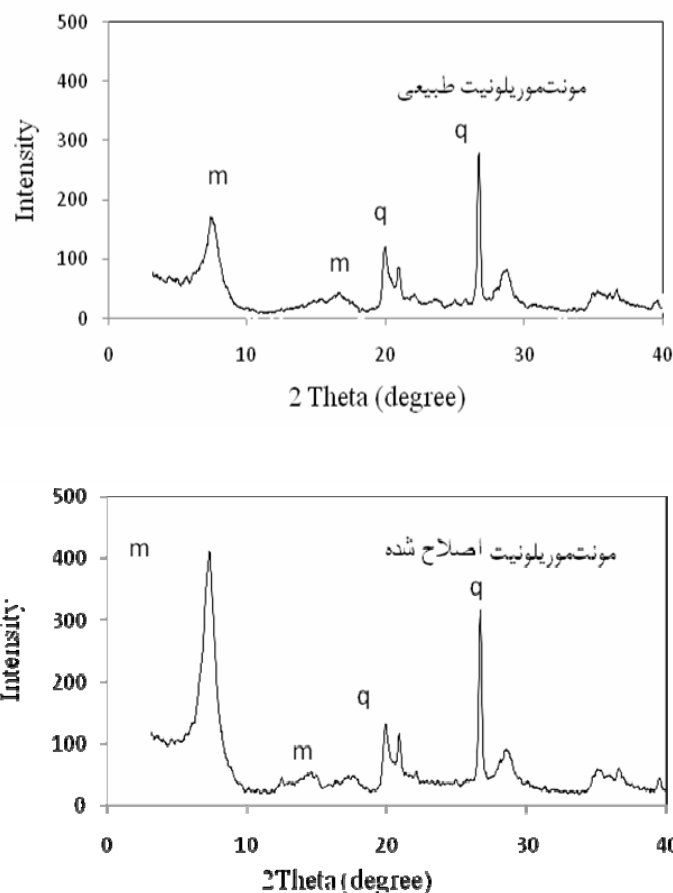 500
400
300
200
100
0
Intensity
مونت‌موریلونیت طبیعی
m
m
q
q
0 10 20 30 40
2 Theta (degree)
500
400
300
200
100
0
Intensity
مونت‌موریلونیت اصلاح شده
m
m
q
q
0 10 20 30 40
2Theta (degree)